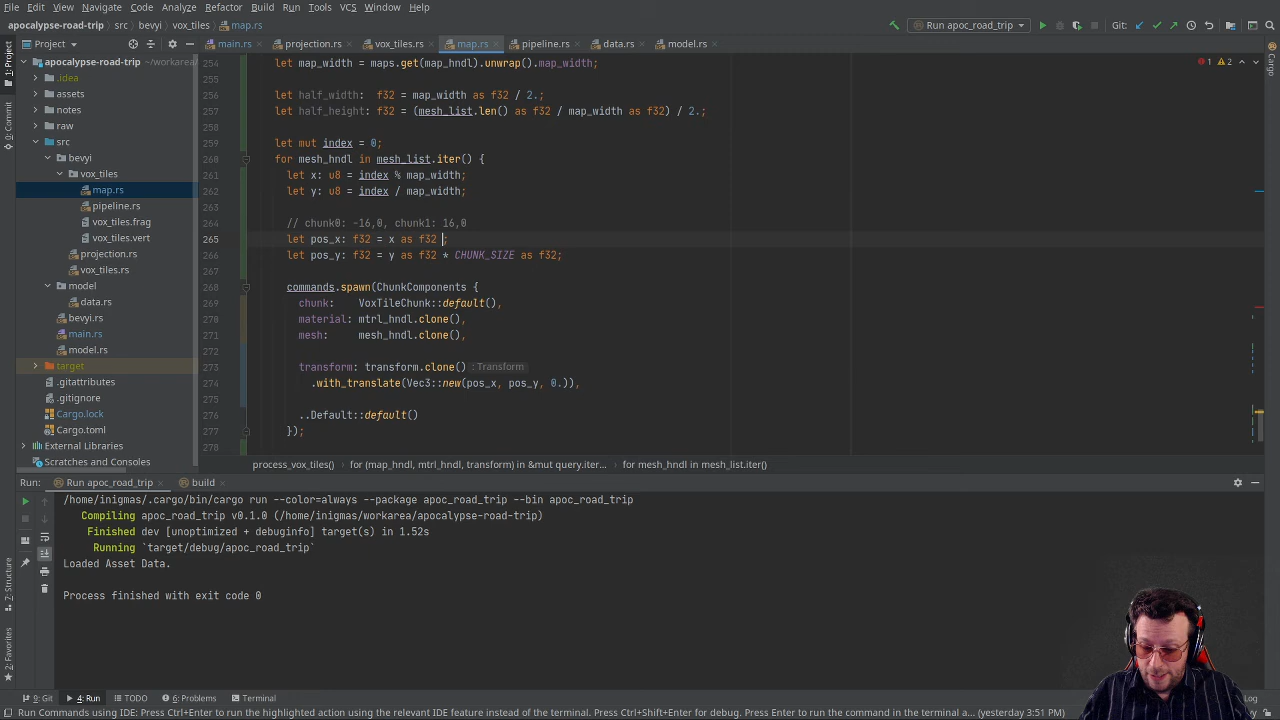 File Edit View Navigate Code Analyze Refactor Build Run Tools VCS Window Help
apocalypse-road-trip src bevyi vox_tiles map.rs Run apoc_road_trip Git:
Project main.rs projection.rs vox_tiles.rs map.rs pipeline.rs data.rs model.rs
1: Project
0: Commit
7: Structure
2: Favorites
Cargo
apocalypse-road-trip ~/workarea/
.idea
assets
notes
raw
src
bevyi
vox_tiles
map.rs
pipeline.rs
vox_tiles.frag
vox_tiles.vert
projection.rs
vox_tiles.rs
model
data.rs
bevyi.rs
main.rs
model.rs
target
.gitattributes
.gitignore
Cargo.lock
Cargo.toml
External Libraries
Scratches and Consoles
1 2
254 let map_width = maps.get(map_hndl).unwrap().map_width;
255
256 let half_width: f32 = map_width as f32 / 2.;
257 let half_height: f32 = (mesh_list.len() as f32 / map_width as f32) / 2.;
258
259 let mut index = 0;
260 for mesh_hndl in mesh_list.iter() {
261 let x: u8 = index % map_width;
262 let y: u8 = index / map_width;
263
264 // chunk0: -16,0, chunk1: 16,0
265 let pos_x: f32 = x as f32 ;
266 let pos_y: f32 = y as f32 * CHUNK_SIZE as f32;
267
268 commands.spawn(ChunkComponents {
269 chunk: VoxTileChunk::default(),
270 material: mtrl_hndl.clone(),
271 mesh: mesh_hndl.clone(),
272
273 transform: transform.clone() : Transform
274 .with_translate(Vec3::new(pos_x, pos_y, 0.)),
275
276 ..Default::default()
277 });
278
process_vox_tiles() for (map_hndl, mtrl_hndl, transform) in &mut query.iter... for mesh_hndl in mesh_list.iter()
Run: Run apoc_road_trip build
/home/inigmas/.cargo/bin/cargo run --color=always --package apoc_road_trip --bin apoc_road_trip
Compiling apoc_road_trip v0.1.0 (/home/inigmas/workarea/apocalypse-road-trip)
Finished dev [unoptimized + debuginfo] target(s) in 1.52s
Running `target/debug/apoc_road_trip`
Loaded Asset Data.
Process finished with exit code 0
9: Git 4: Run TODO 6: Problems Terminal Log
Run Commands using IDE: Press Ctrl+Enter to run the highlighted action using the relevant IDE feature instead of the terminal. Press Ctrl+Shift+Enter for debug. Press Enter to run the command in the terminal a... (yesterday 3:51 PM)